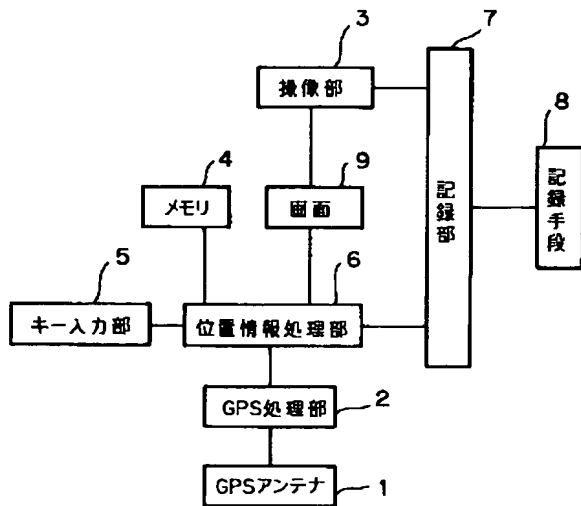 3
7
撮像部
8
4
9
メモリ
画面
記録部
記録手段
5
6
キー入力部
位置情報処理部
2
GPS処理部
GPSアンテナ
1